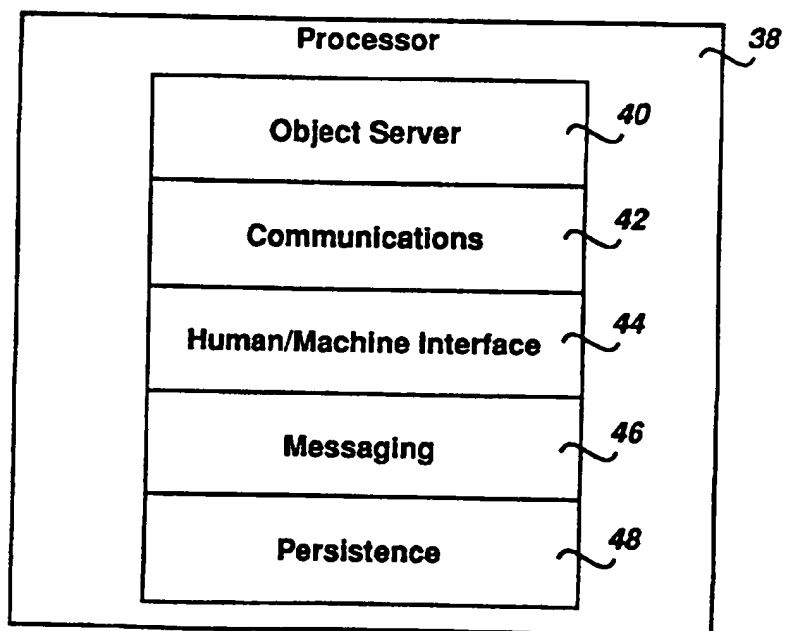 Processor 38
Object Server 40
Communications 42
Human/Machine Interface 44
Messaging 46
Persistence 48